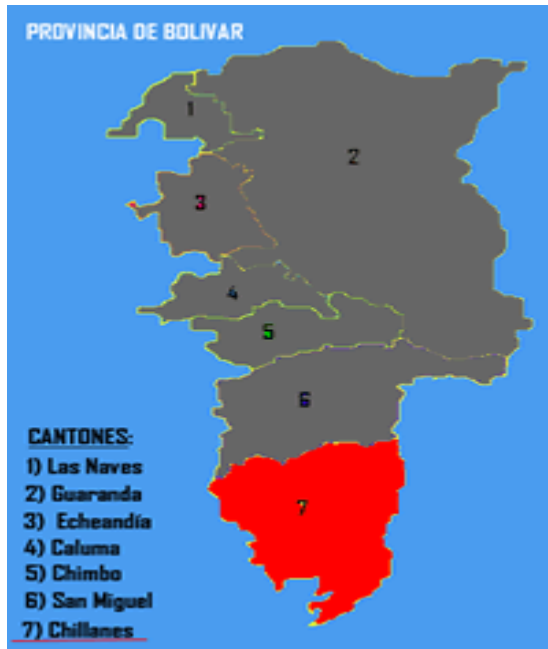 PROVINCIA DE BOLIVAR
1
2
3
4
5
6
7
CANTONES:
1) Las Naves
2) Guaranda
3) Echeandía
4) Caluma
5) Chimbo
6) San Miguel
7) Chillanes